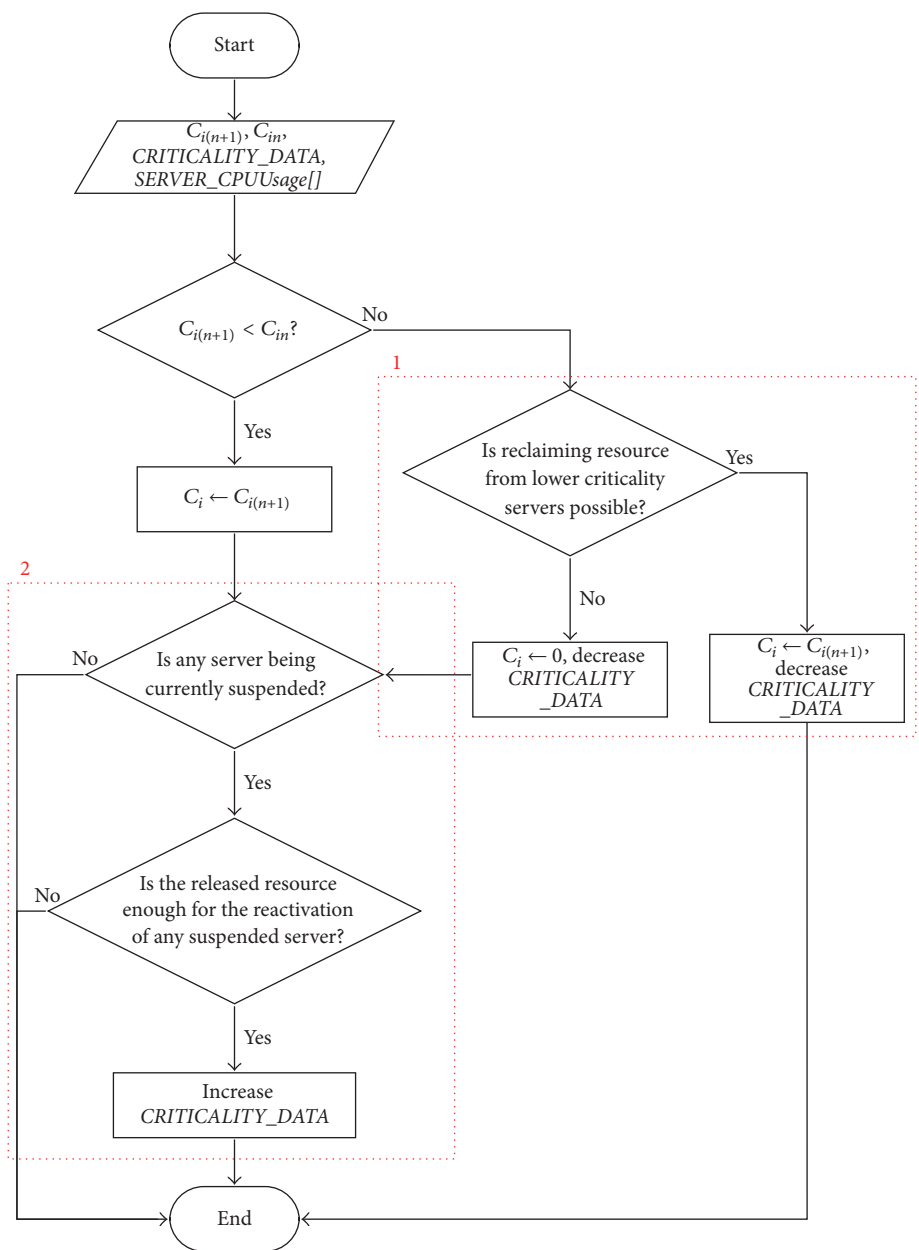 Start
C_{i(n+1)}, C_{in},
CRITICALITY_DATA,
SERVER_CPUUsage[]
C_{i(n+1)} < C_{in}?
No
1
Yes
Is reclaiming resource
from lower criticality
servers possible?
Yes
C_i ← C_{i(n+1)}
2
No
No
Is any server being
currently suspended?
C_i ← 0, decrease
CRITICALITY
_DATA
C_i ← C_{i(n+1)},
decrease
CRITICALITY
_DATA
Yes
No
Is the released resource
enough for the reactivation
of any suspended server?
Yes
Increase
CRITICALITY_DATA
End